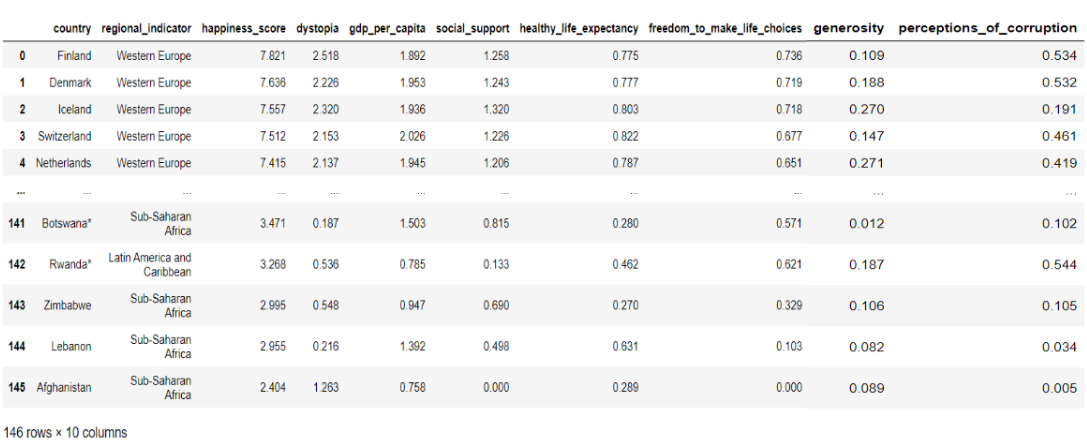 country regional_indicator happiness_score dystopia gdp_per_capita social_support healthy_life_expectancy freedom_to_make_life_choices generosity perceptions_of_corruption
0 Finland Western Europe 7.821 2.518 1.892 1.258 0.775 0.736 0.109 0.534
1 Denmark Western Europe 7.636 2.226 1.953 1.243 0.777 0.719 0.188 0.532
2 Iceland Western Europe 7.557 2.320 1.936 1.320 0.803 0.718 0.270 0.191
3 Switzerland Western Europe 7.512 2.153 2.026 1.226 0.822 0.677 0.147 0.461
4 Netherlands Western Europe 7.415 2.137 1.945 1.206 0.787 0.651 0.271 0.419
... ... ... ... ... ... ... ... ... ... ...
141 Botswana* Sub-Saharan Africa 3.471 0.187 1.503 0.815 0.280 0.571 0.012 0.102
142 Rwanda* Latin America and Caribbean 3.268 0.536 0.785 0.133 0.462 0.621 0.187 0.544
143 Zimbabwe Sub-Saharan Africa 2.995 0.548 0.947 0.690 0.270 0.329 0.106 0.105
144 Lebanon Sub-Saharan Africa 2.955 0.216 1.392 0.498 0.631 0.103 0.082 0.034
145 Afghanistan Sub-Saharan Africa 2.404 1.263 0.758 0.000 0.289 0.000 0.089 0.005
146 rows × 10 columns